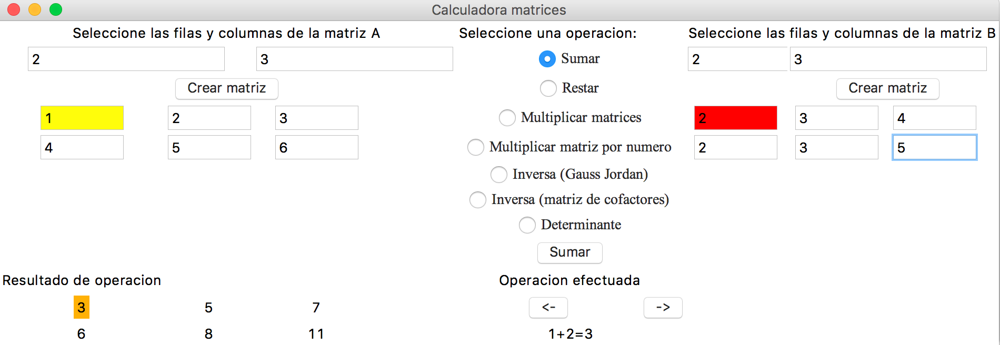 Calculadora matrices
Seleccione las filas y columnas de la matriz A
2 3
Crear matriz
1 2 3
4 5 6
Seleccione una operacion:
Sumar
Restar
Multiplicar matrices
Multiplicar matriz por numero
Inversa (Gauss Jordan)
Inversa (matriz de cofactores)
Determinante
Sumar
Seleccione las filas y columnas de la matriz B
2 3
Crear matriz
2 3 4
2 3 5
Resultado de operacion
3 5 7
6 8 11
Operacion efectuada
<- ->
1+2=3